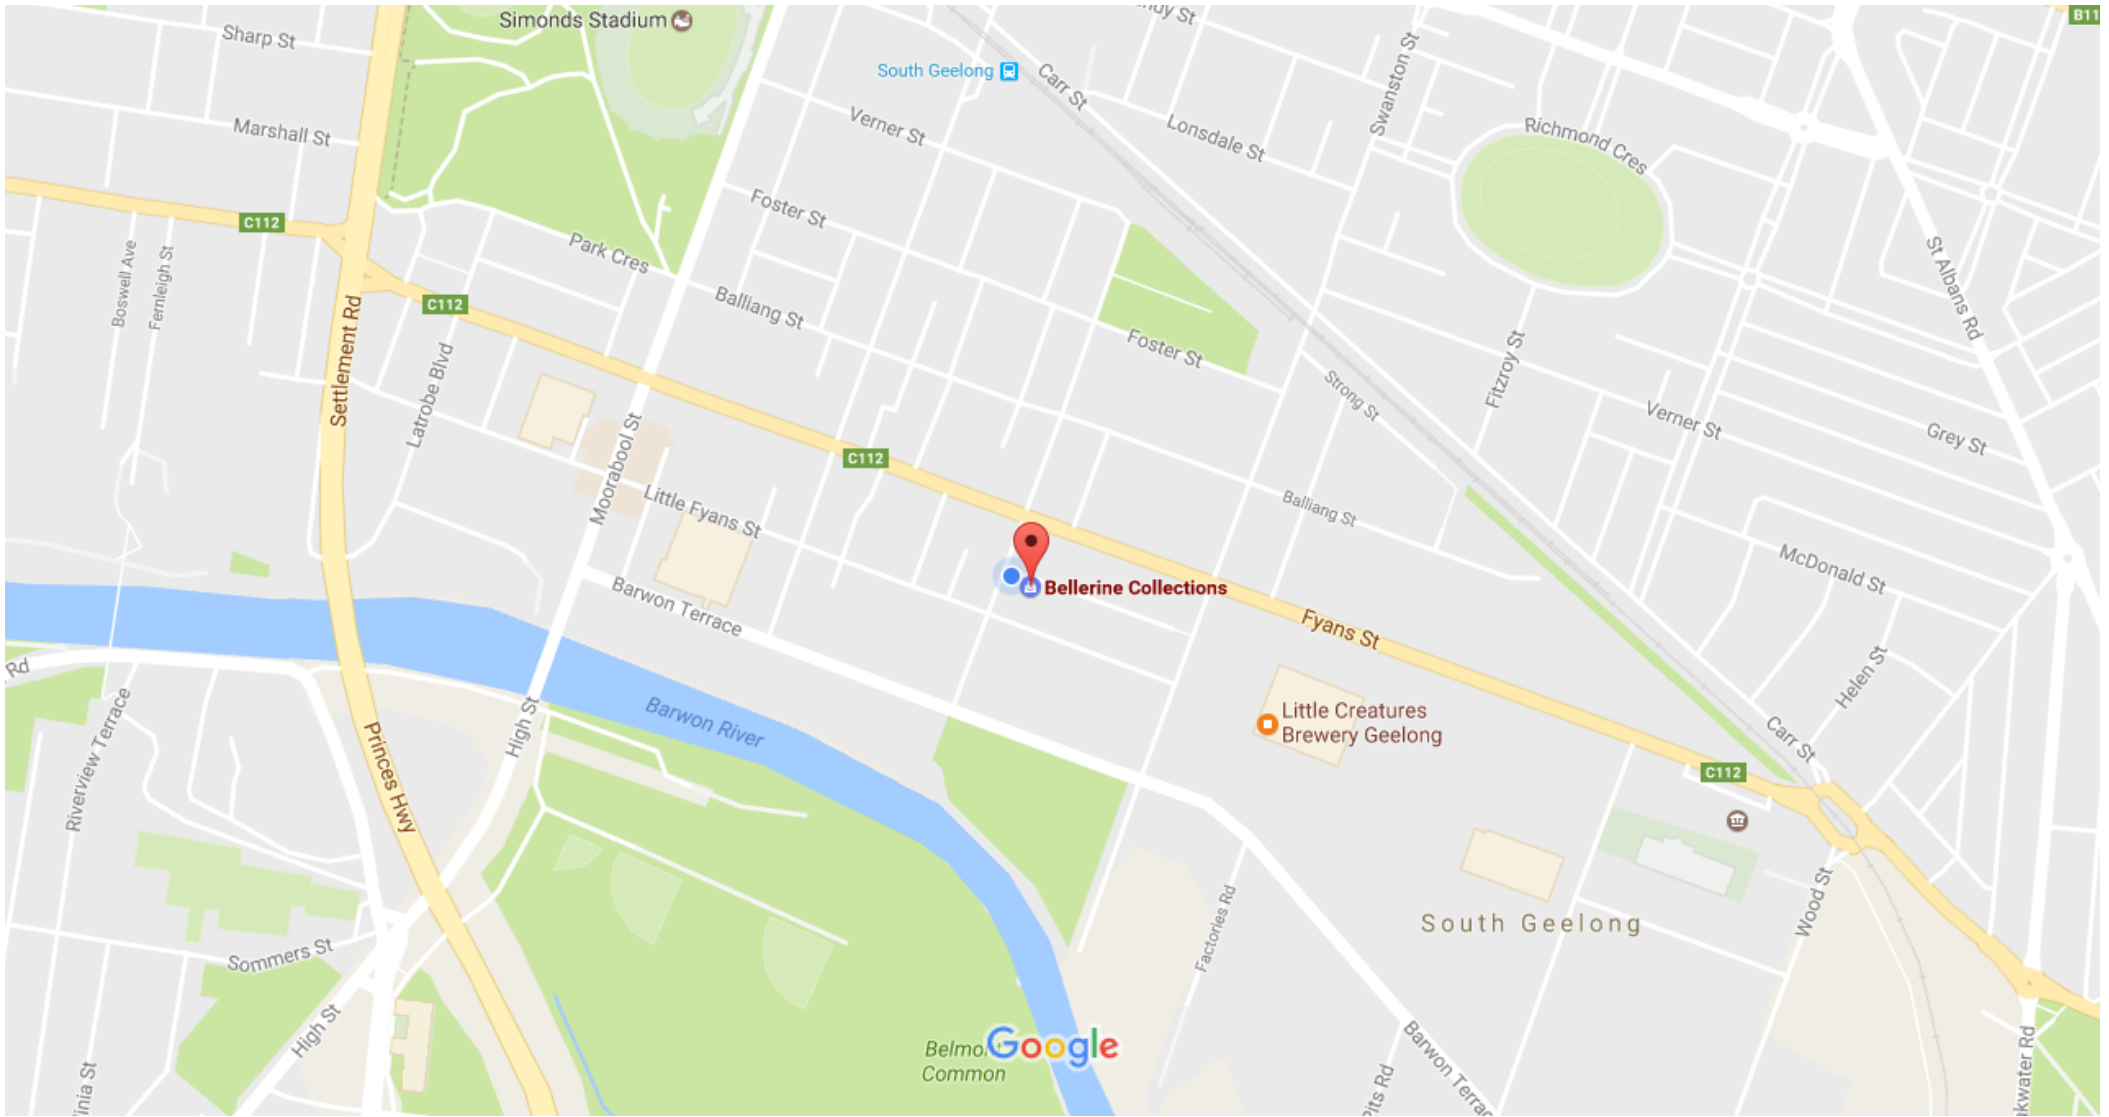 Simonds Stadium
B11
Sharp St
South Geelong
Carr St
Swanston St
Marshall St
Verner St
Lonsdale St
Richmond Cres
C112
Foster St
Park Cres
Boswell Ave
Fernleigh St
St Albans Rd
Settlement Rd
C112
Balliang St
Foster St
Latrobe Blvd
Strong St
Fitzroy St
Verner St
Grey St
Moorabool St
C112
Little Fyans St
Balliang St
McDonald St
Bellerine Collections
Barwon Terrace
Fyans St
Helen St
Rd
Riverview Terrace
High St
Barwon River
Little Creatures
Brewery Geelong
Carr St
Princes Hwy
C112
Factories Rd
Wood St
South Geelong
Sommers St
High St
Google
Belmont
Common
Barwon Terrac